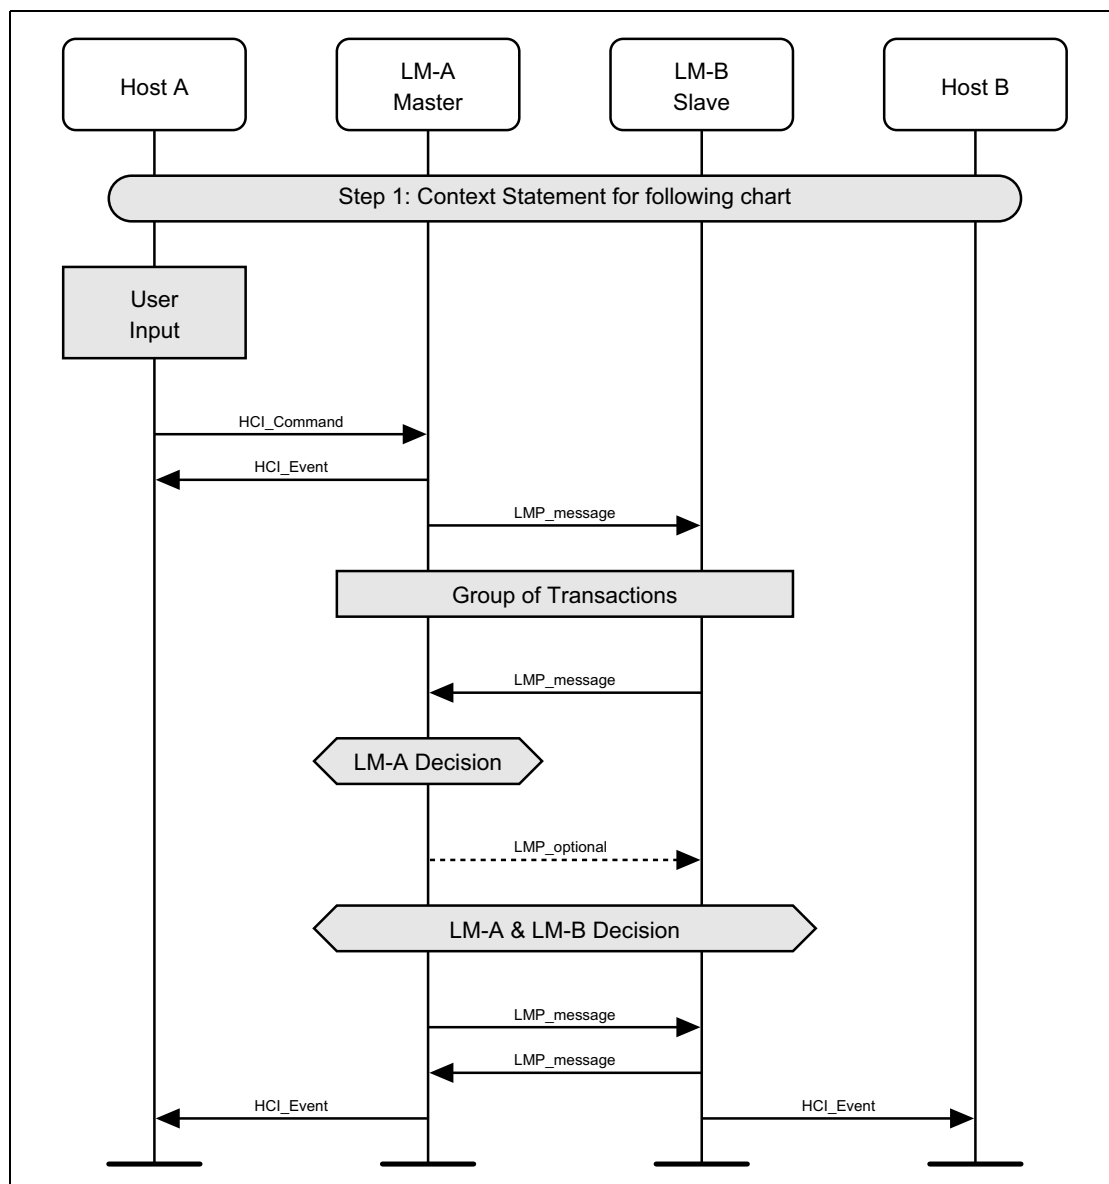 Host A
LM-A
Master
LM-B
Slave
Host B
Step 1: Context Statement for following chart
User
Input
HCI_Command
HCI_Event
LMP_message
Group of Transactions
LMP_message
LM-A Decision
LMP_optional
LM-A & LM-B Decision
LMP_message
LMP_message
HCI_Event
HCI_Event